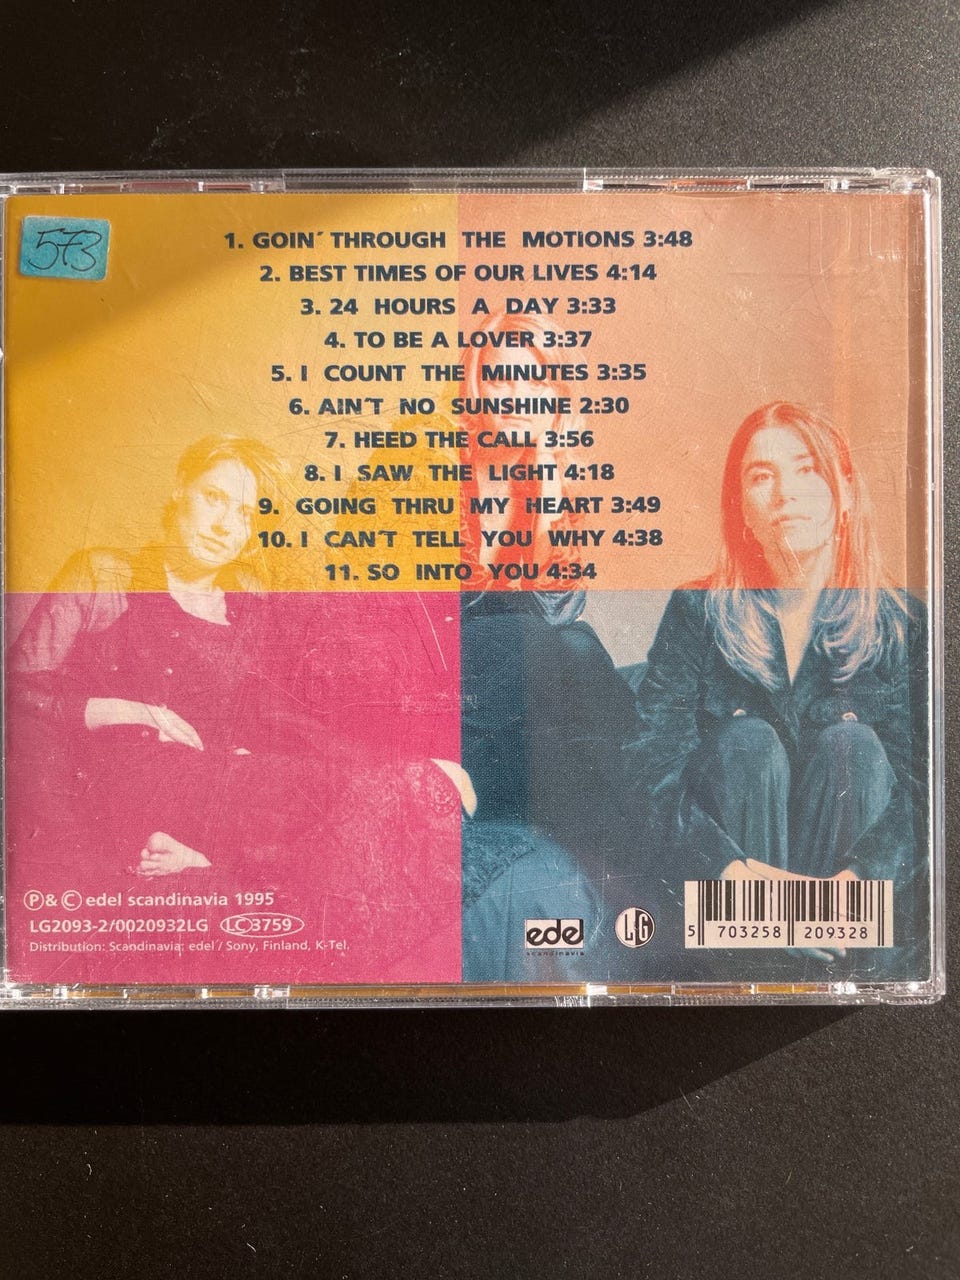 573
1. GOIN´ THROUGH THE MOTIONS 3:48
2. BEST TIMES OF OUR LIVES 4:14
3. 24 HOURS A DAY 3:33
4. TO BE A LOVER 3:37
5. I COUNT THE MINUTES 3:35
6. AIN´T NO SUNSHINE 2:30
7. HEED THE CALL 3:56
8. I SAW THE LIGHT 4:18
9. GOING THRU MY HEART 3:49
10. I CAN´T TELL YOU WHY 4:38
11. SO INTO YOU 4:34
Ⓟ & Ⓒ edel scandinavia 1995
LG2093-2/0020932LG LC 3759
Distribution: Scandinavia: edel / Sony, Finland, K-Tel.
edel
scandinavia
LG
5 703258 209328